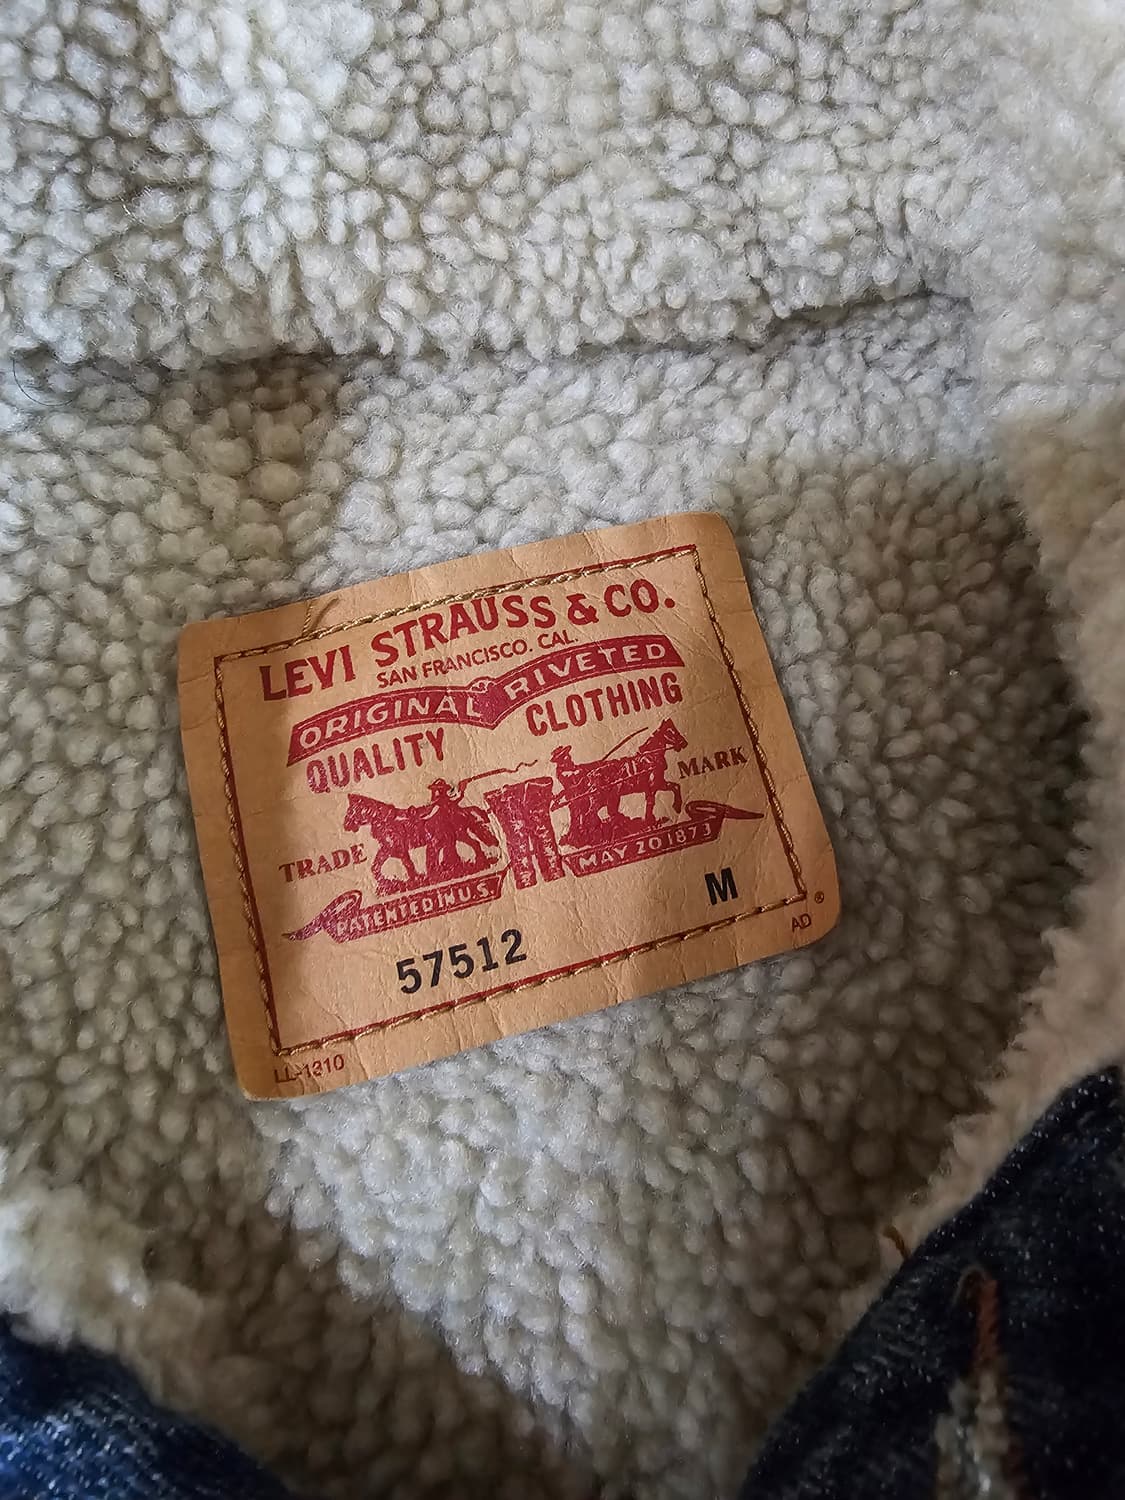 LEVI STRAUSS & CO.
SAN FRANCISCO. CAL.
ORIGINAL RIVETED
QUALITY CLOTHING
TRADE MARK
PATENTED IN U.S. MAY 20 1873
M
57512
AD ®
LL-1310